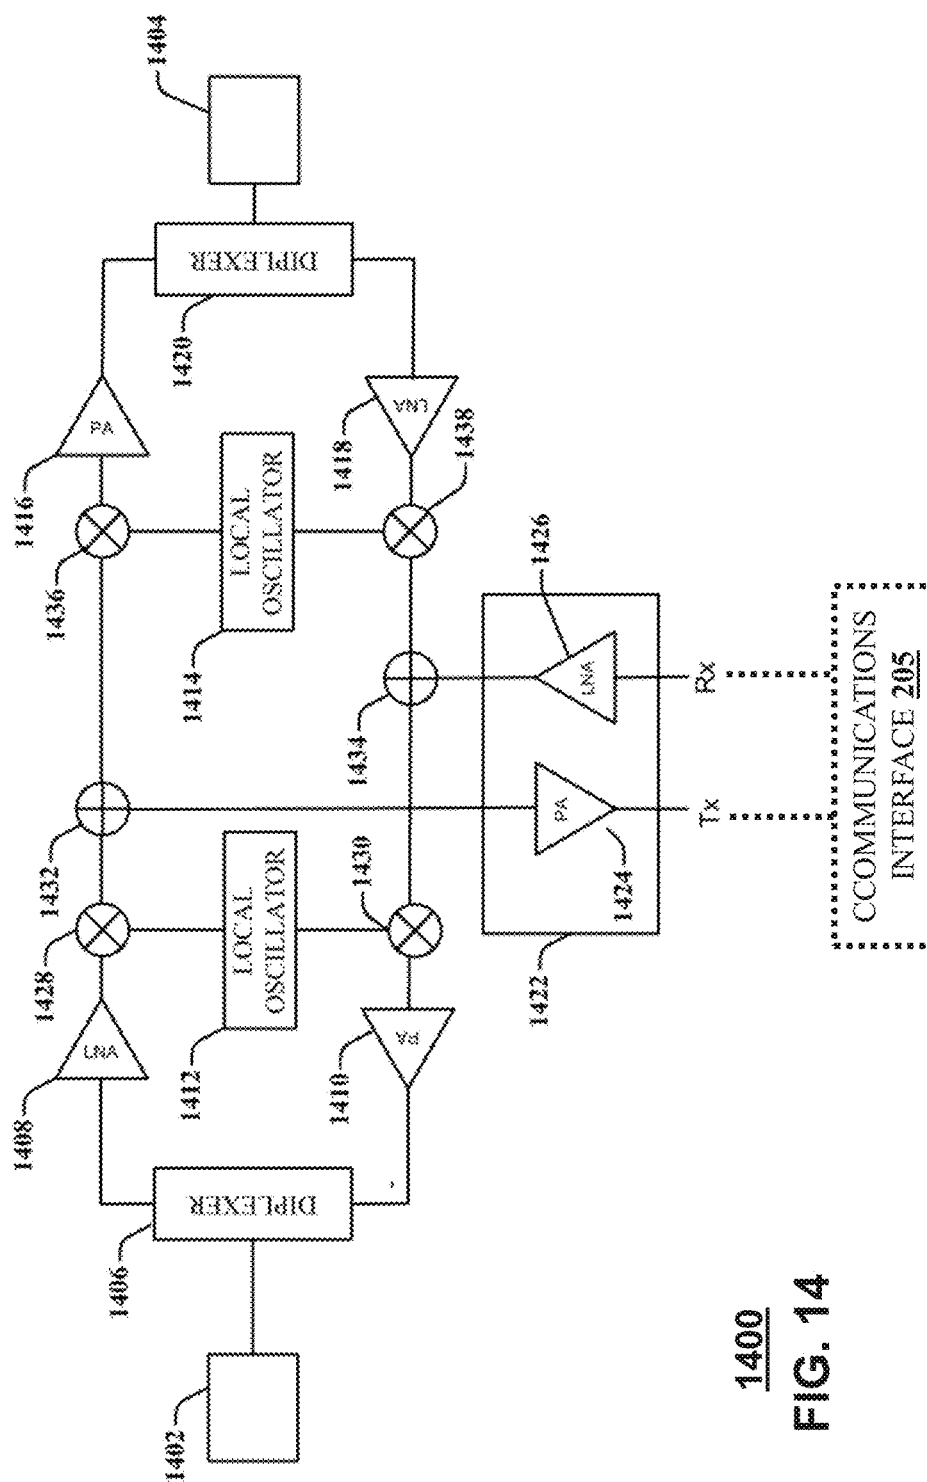 1404
DIPLEXER
1420
PA
1416
LNA
1418
1438
1436
LOCAL
OSCILLATOR
1414
1426
LNA
Rx
1434
1432
PA
1424
Tx
1422
CCOMMUNICATIONS
INTERFACE 205
1430
1428
LOCAL
OSCILLATOR
1412
LNA
1408
PA
1410
DIPLEXER
1406
1402
1400
FIG. 14